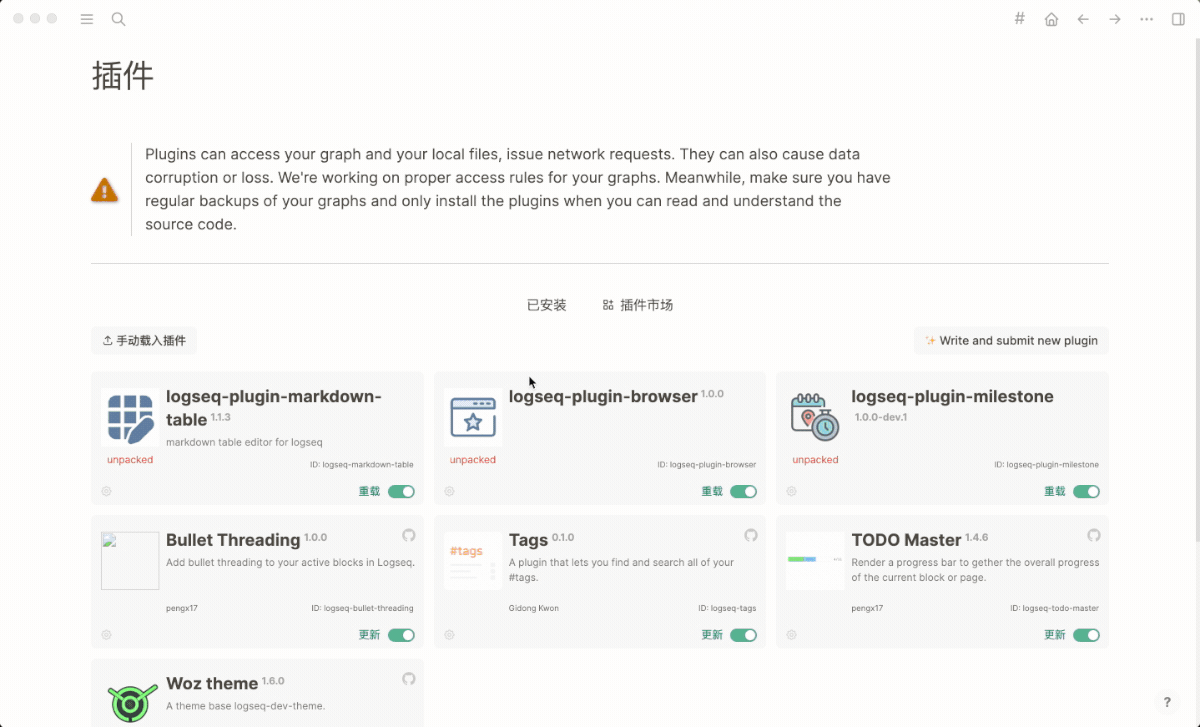 插件
Plugins can access your graph and your local files, issue network requests. They can also cause data
corruption or loss. We're working on proper access rules for your graphs. Meanwhile, make sure you have
regular backups of your graphs and only install the plugins when you can read and understand the
source code.
已安装 插件市场
手动载入插件 Write and submit new plugin
logseq-plugin-markdown-
table 1.1.3
markdown table editor for logseq
unpacked
ID: logseq-markdown-table
重载
logseq-plugin-browser 1.0.0
unpacked
ID: logseq-plugin-browser
重载
logseq-plugin-milestone
1.0.0-dev.1
unpacked
ID: logseq-plugin-milestone
重载
Bullet Threading 1.0.0
Add bullet threading to your active blocks in Logseq.
pengx17 ID: logseq-bullet-threading
更新
#tags
Tags 0.1.0
A plugin that lets you find and search all of your
#tags.
Gidong Kwon ID: logseq-tags
更新
TODO Master 1.4.6
Render a progress bar to gether the overall progress
of the current block or page.
pengx17 ID: logseq-todo-master
更新
Woz theme 1.6.0
A theme base logseq-dev-theme.
?